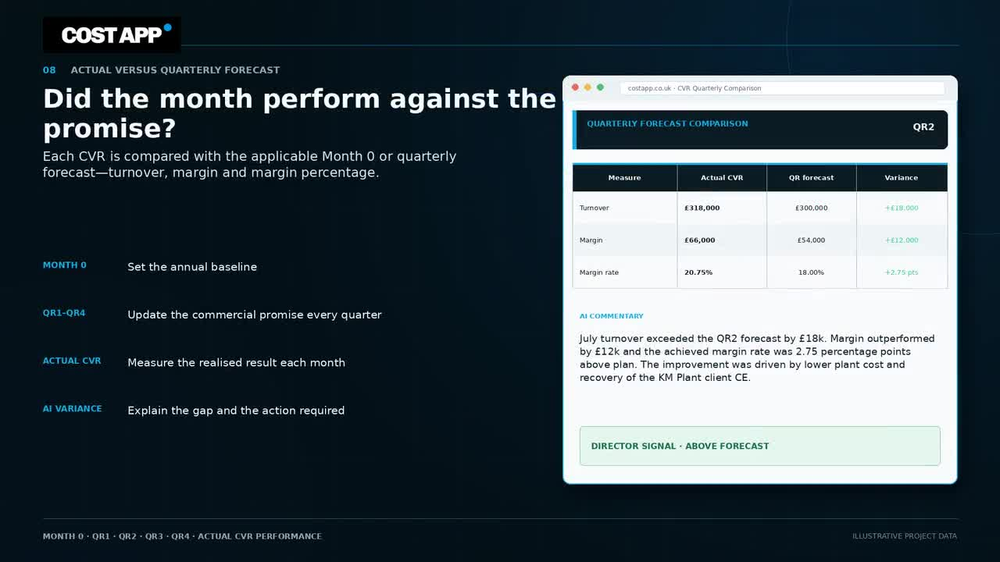 COST APP
08 ACTUAL VERSUS QUARTERLY FORECAST
Did the month perform against the
promise?
Each CVR is compared with the applicable Month 0 or quarterly
forecast—turnover, margin and margin percentage.
MONTH 0 Set the annual baseline
QR1–QR4 Update the commercial promise every quarter
ACTUAL CVR Measure the realised result each month
AI VARIANCE Explain the gap and the action required
costapp.co.uk · CVR Quarterly Comparison
QUARTERLY FORECAST COMPARISON QR2
Measure Actual CVR QR forecast Variance
Turnover £318,000 £300,000 +£18,000
Margin £66,000 £54,000 +£12,000
Margin rate 20.75% 18.00% +2.75 pts
AI COMMENTARY
July turnover exceeded the QR2 forecast by £18k. Margin outperformed
by £12k and the achieved margin rate was 2.75 percentage points
above plan. The improvement was driven by lower plant cost and
recovery of the KM Plant client CE.
DIRECTOR SIGNAL · ABOVE FORECAST
MONTH 0 · QR1 · QR2 · QR3 · QR4 · ACTUAL CVR PERFORMANCE
ILLUSTRATIVE PROJECT DATA